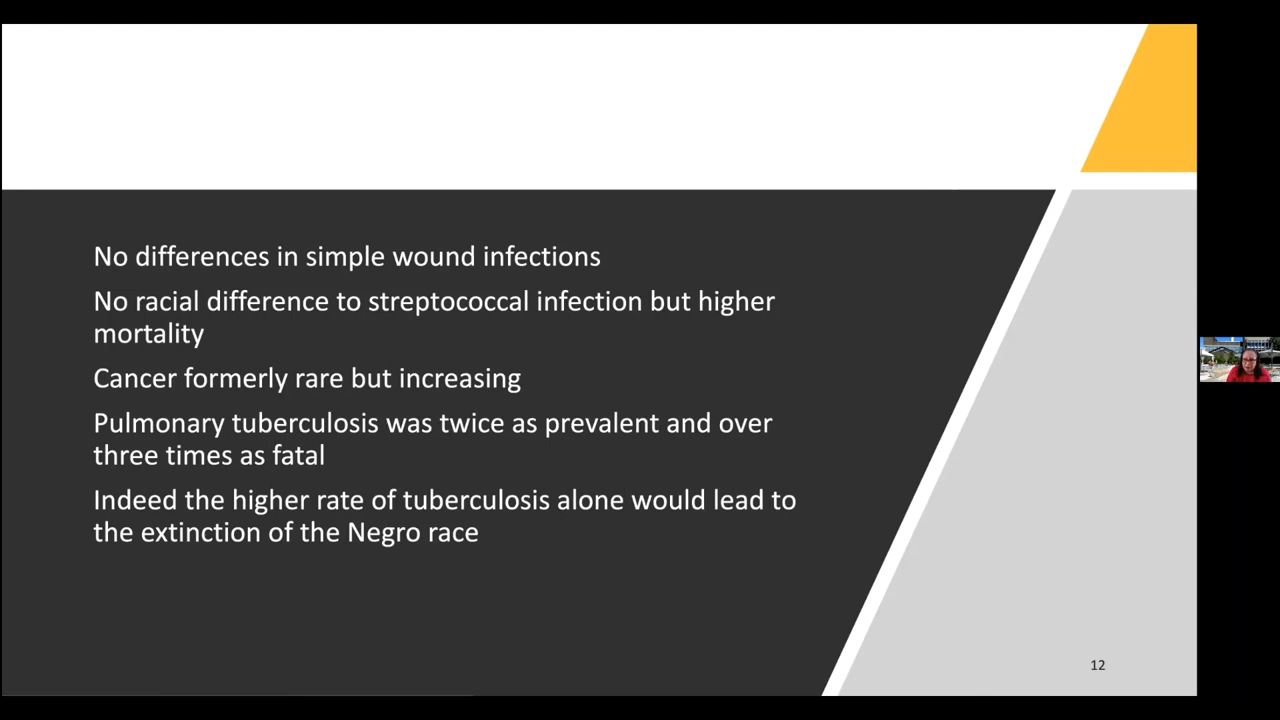 No differences in simple wound infections
No racial difference to streptococcal infection but higher
mortality
Cancer formerly rare but increasing
Pulmonary tuberculosis was twice as prevalent and over
three times as fatal
Indeed the higher rate of tuberculosis alone would lead to
the extinction of the Negro race
12